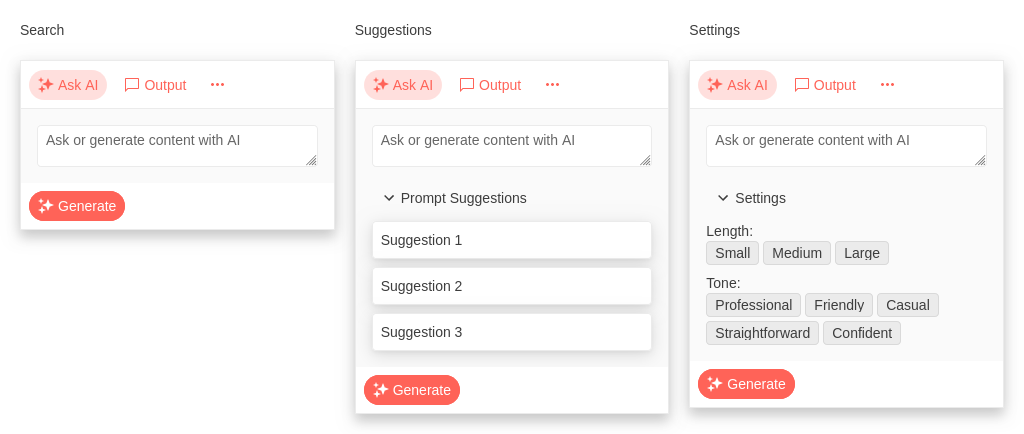 Search
Ask AI Output
Ask or generate content with AI
Generate
Suggestions
Ask AI Output
Ask or generate content with AI
Prompt Suggestions
Suggestion 1
Suggestion 2
Suggestion 3
Generate
Settings
Ask AI Output
Ask or generate content with AI
Settings
Length:
Small Medium Large
Tone:
Professional Friendly Casual
Straightforward Confident
Generate